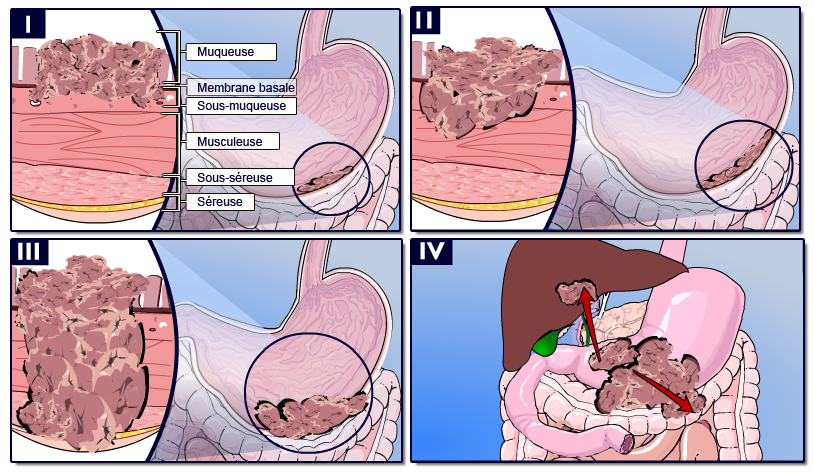 I
Muqueuse
Membrane basale
Sous-muqueuse
Musculeuse
Sous-séreuse
Séreuse
II
III
IV